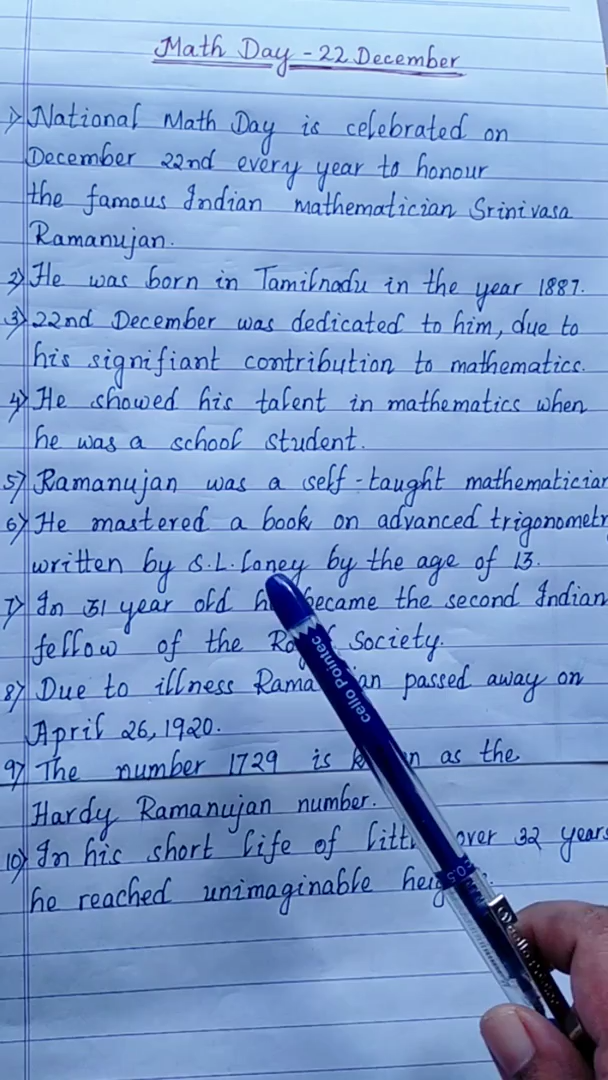 Math Day - 22 December
1) National Math Day is celebrated on
December 22nd every year to honour
the famous Indian mathematician Srinivasa
Ramanujan.
2) He was born in Tamilnadu in the year 1887.
3) 22nd December was dedicated to him, due to
his signifiant contribution to mathematics.
4) He showed his talent in mathematics when
he was a school student.
5) Ramanujan was a self-taught mathematician
6) He mastered a book on advanced trigonometr
written by S.L. Loney by the age of 13.
7) In 31 year old became the second Indian
fellow of the Society.
8) Due to illness passed away on
April 26, 1920.
9) The number 1729 is as the
Hardy Ramanujan number.
10) In his short life of over 32 years
he reached unimaginable
cello Pointec